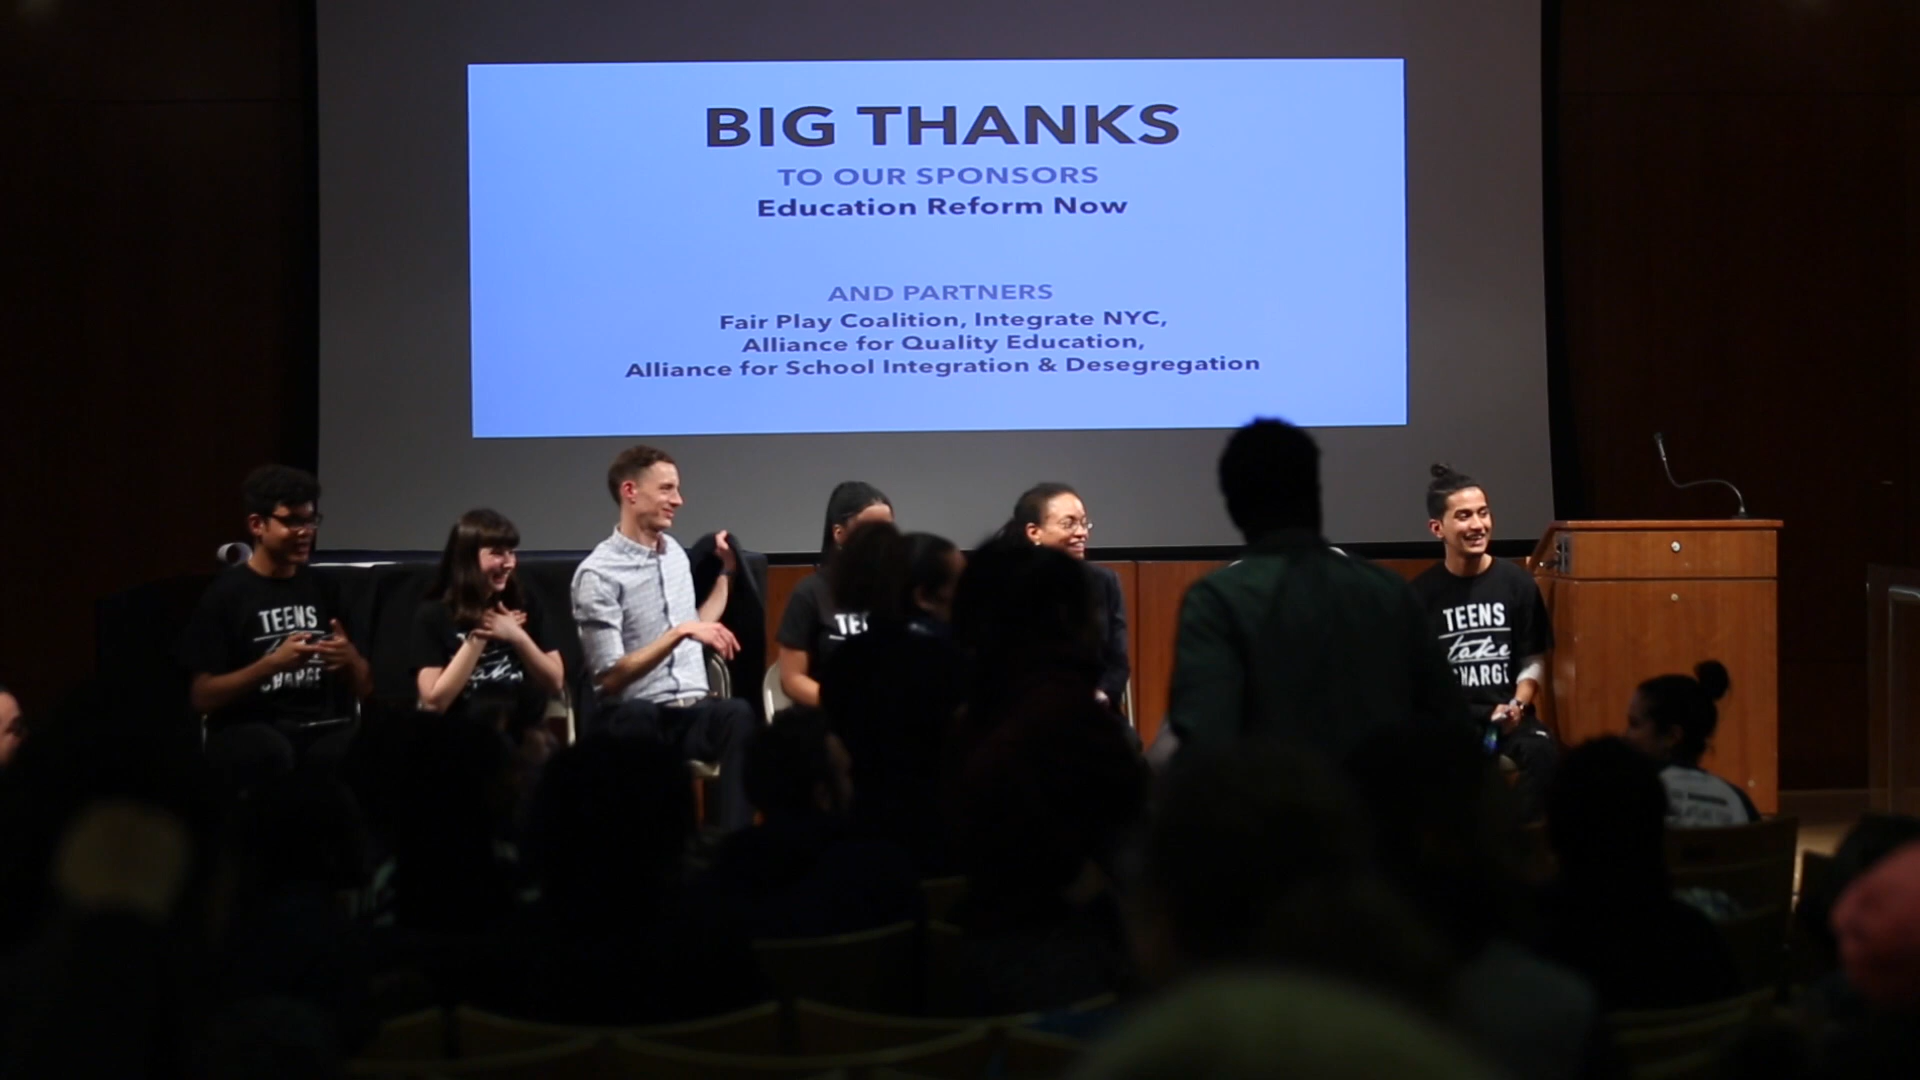 BIG THANKS
TO OUR SPONSORS
Education Reform Now
AND PARTNERS
Fair Play Coalition, Integrate NYC,
Alliance for Quality Education,
Alliance for School Integration & Desegregation
TEENS
CHARGE
TEE
TEENS
take
CHARGE